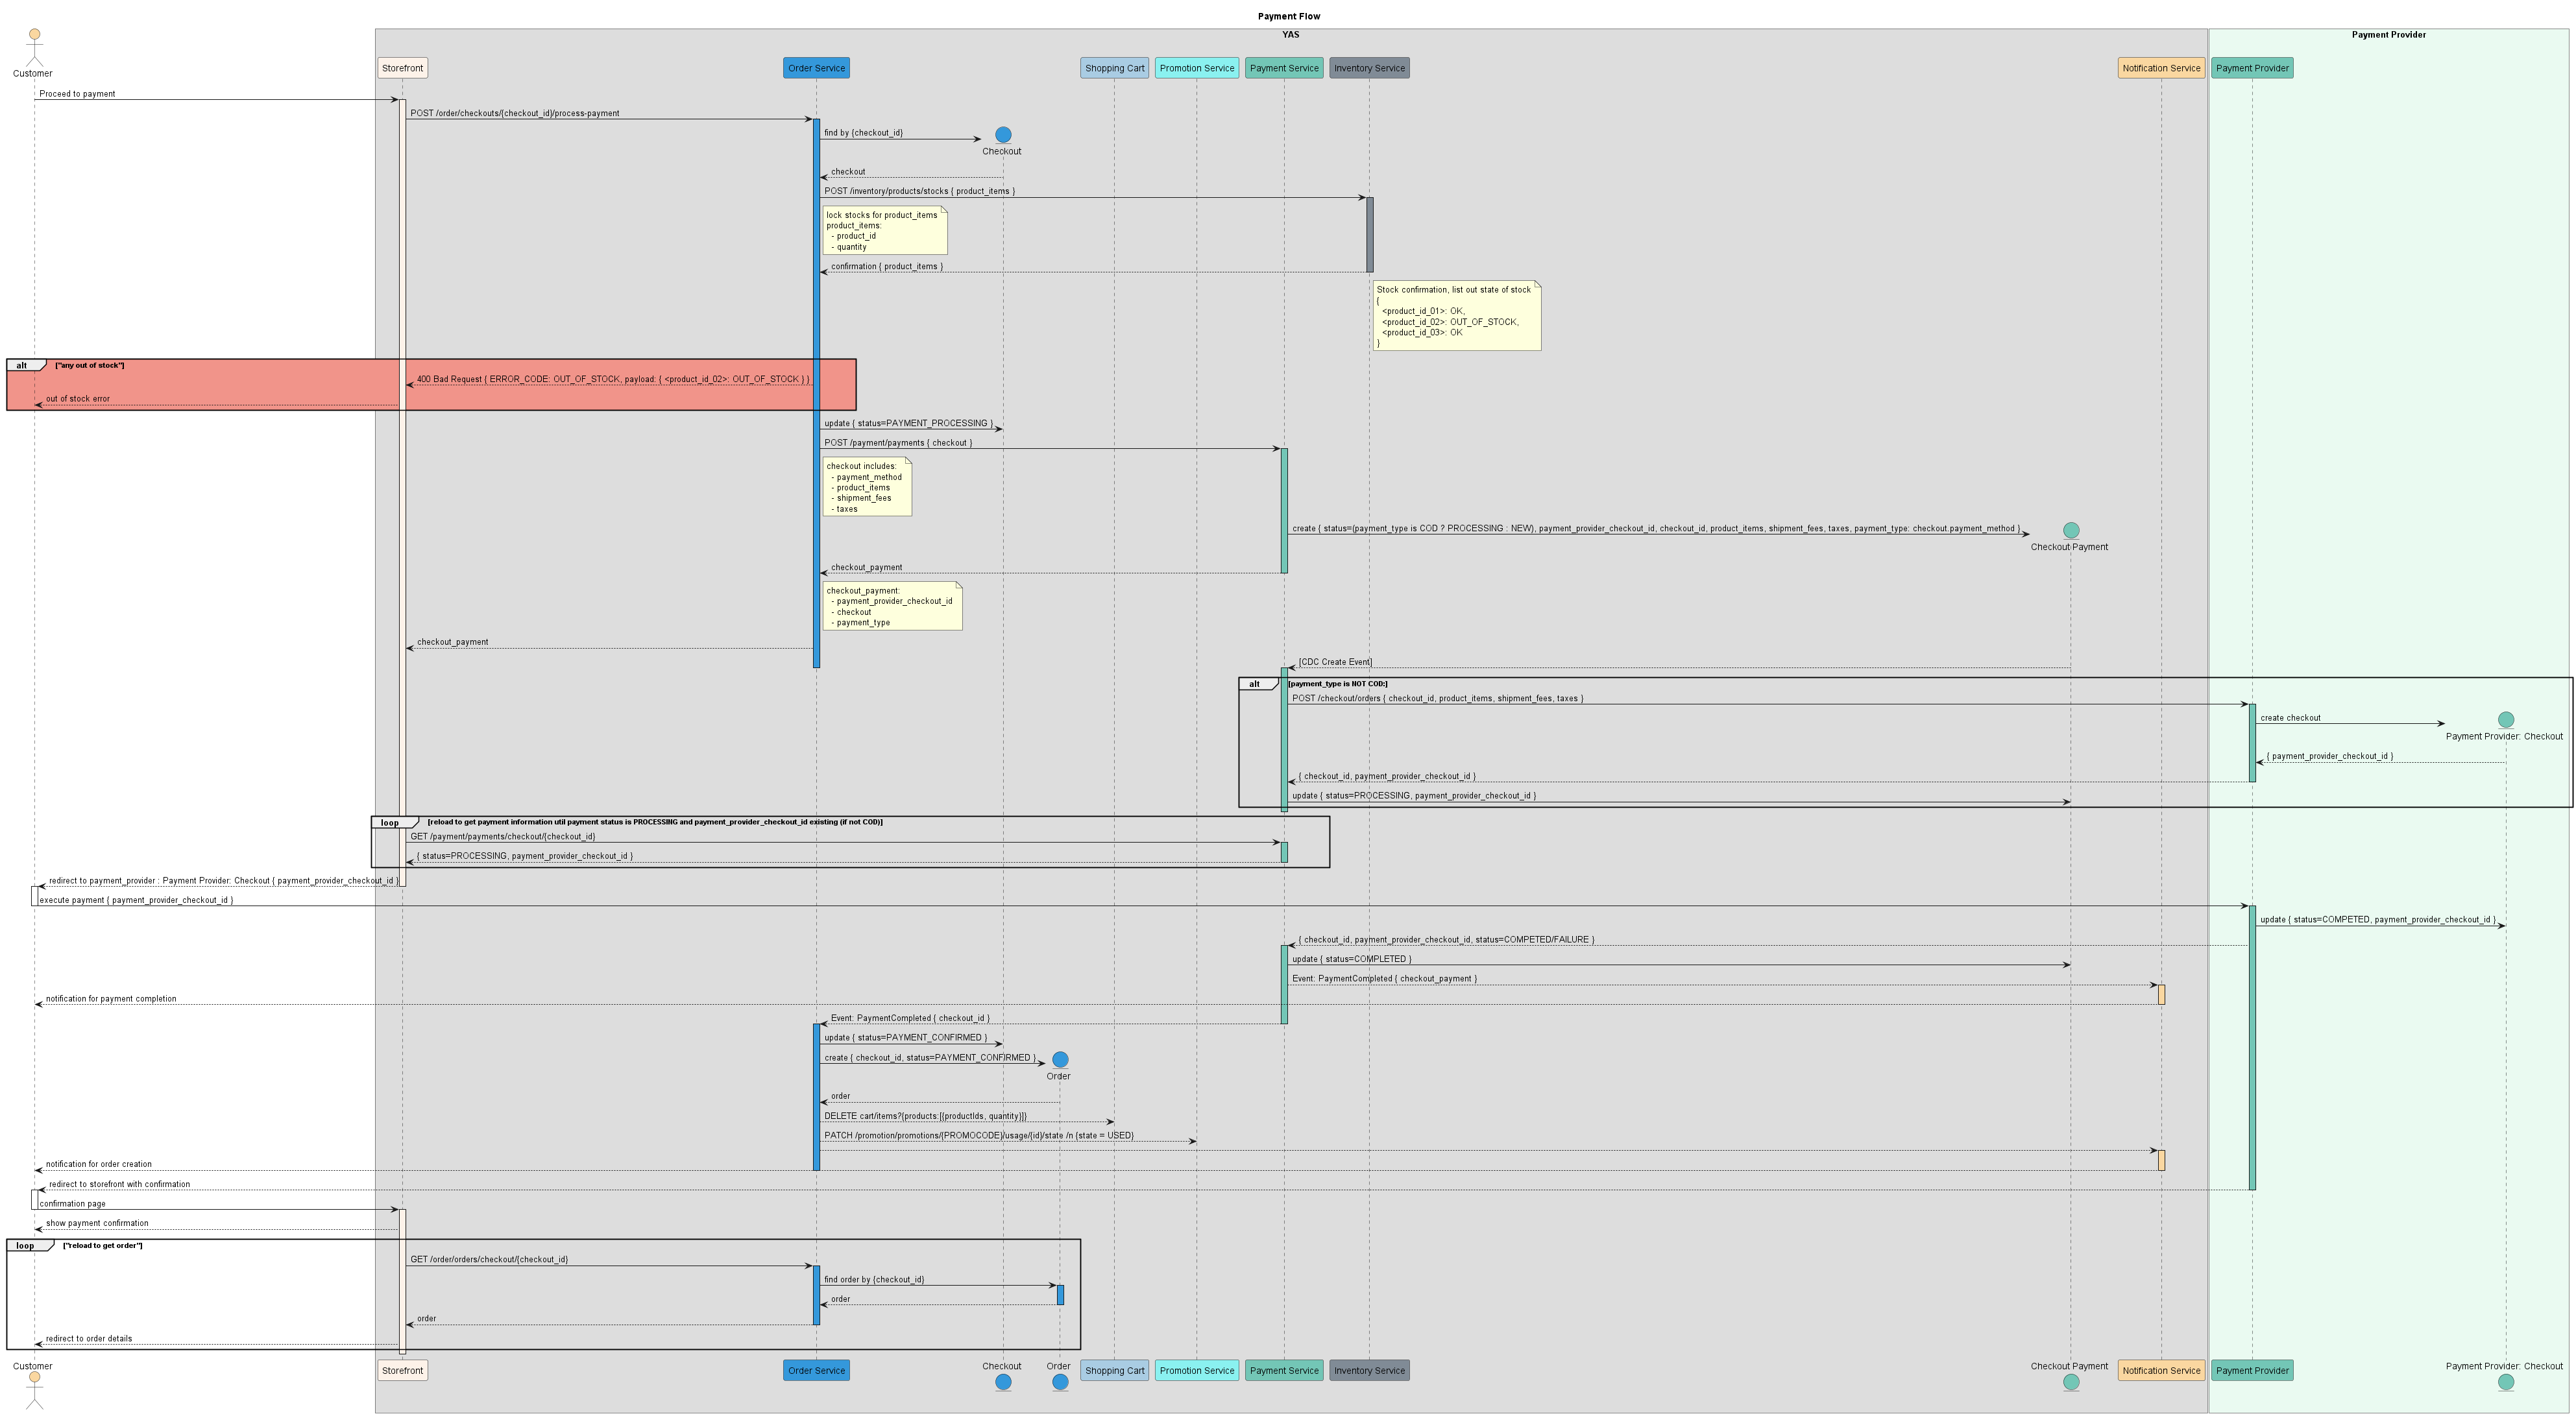 Payment Flow
YAS
Payment Provider
Customer
Storefront
Order Service
Shopping Cart
Promotion Service
Payment Service
Inventory Service
Notification Service
Payment Provider
Proceed to payment
POST /order/checkouts/{checkout_id}/process-payment
find by {checkout_id}
Checkout
checkout
POST /inventory/products/stocks { product_items }
lock stocks for product_items
product_items:
- product_id
- quantity
confirmation { product_items }
Stock confirmation, list out state of stock
{
<product_id_01>: OK,
<product_id_02>: OUT_OF_STOCK,
<product_id_03>: OK
}
alt
["any out of stock"]
400 Bad Request { ERROR_CODE: OUT_OF_STOCK, payload: { <product_id_02>: OUT_OF_STOCK } }
out of stock error
update { status=PAYMENT_PROCESSING }
POST /payment/payments { checkout }
checkout includes:
- payment_method
- product_items
- shipment_fees
- taxes
create { status=(payment_type is COD ? PROCESSING : NEW), payment_provider_checkout_id, checkout_id, product_items, shipment_fees, taxes, payment_type: checkout.payment_method }
Checkout Payment
checkout_payment
checkout_payment:
- payment_provider_checkout_id
- checkout
- payment_type
checkout_payment
[CDC Create Event]
alt
[payment_type is NOT COD:]
POST /checkout/orders { checkout_id, product_items, shipment_fees, taxes }
create checkout
Payment Provider: Checkout
{ payment_provider_checkout_id }
{ checkout_id, payment_provider_checkout_id }
update { status=PROCESSING, payment_provider_checkout_id }
loop
[reload to get payment information util payment status is PROCESSING and payment_provider_checkout_id existing (if not COD)]
GET /payment/payments/checkout/{checkout_id}
{ status=PROCESSING, payment_provider_checkout_id }
redirect to payment_provider : Payment Provider: Checkout { payment_provider_checkout_id }
execute payment { payment_provider_checkout_id }
update { status=COMPETED, payment_provider_checkout_id }
{ checkout_id, payment_provider_checkout_id, status=COMPETED/FAILURE }
update { status=COMPLETED }
Event: PaymentCompleted { checkout_payment }
notification for payment completion
Event: PaymentCompleted { checkout_id }
update { status=PAYMENT_CONFIRMED }
create { checkout_id, status=PAYMENT_CONFIRMED }
Order
order
DELETE cart/items?{products:[{productIds, quantity}]}
PATCH /promotion/promotions/{PROMOCODE}/usage/{id}/state /n {state = USED}
notification for order creation
redirect to storefront with confirmation
confirmation page
show payment confirmation
loop
["reload to get order"]
GET /order/orders/checkout/{checkout_id}
find order by {checkout_id}
order
order
redirect to order details
Customer
Storefront
Order Service
Checkout
Order
Shopping Cart
Promotion Service
Payment Service
Inventory Service
Checkout Payment
Notification Service
Payment Provider
Payment Provider: Checkout